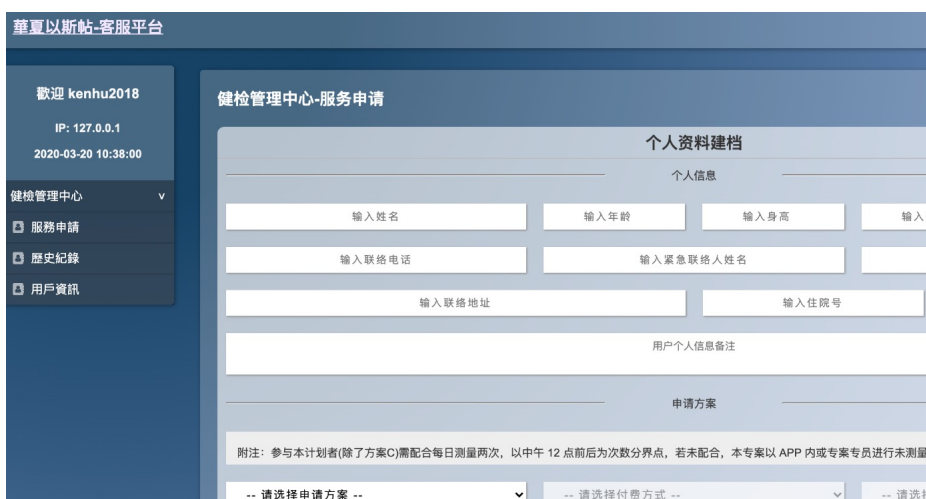 華夏以斯帖-客服平台
歡迎 kenhu2018
IP: 127.0.0.1
2020-03-20 10:38:00
健檢管理中心 v
服務申請
歷史紀錄
用戶資訊
健检管理中心-服务申请
个人资料建档
个人信息
输入姓名 输入年龄 输入身高 输入
输入联络电话 输入紧急联络人姓名
输入联络地址 输入住院号
用户个人信息备注
申请方案
附注：参与本计划者(除了方案C)需配合每日测量两次，以中午 12 点前后为次数分界点，若未配合，本专案以 APP 内或专案专员进行未测量
-- 请选择申请方案 -- -- 请选择付费方式 -- -- 请选择